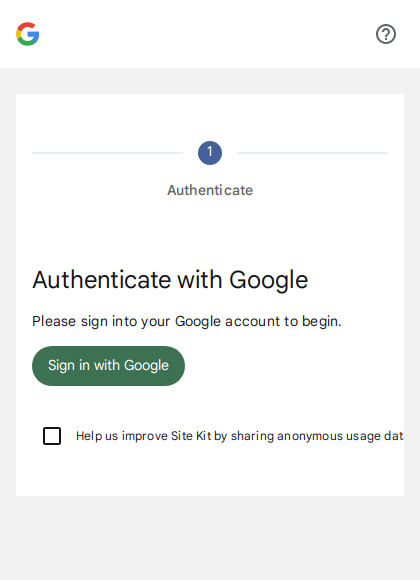 1
Authenticate
Authenticate with Google
Please sign into your Google account to begin.
Sign in with Google
Help us improve Site Kit by sharing anonymous usage dat